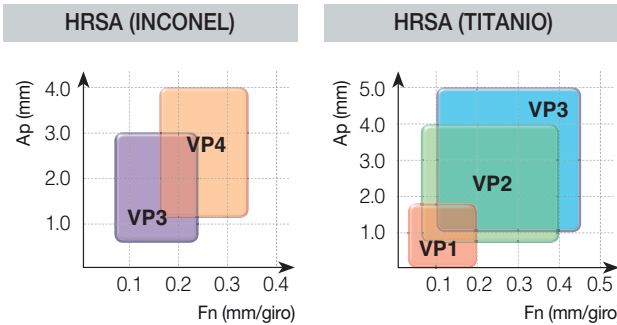 HRSA (INCONEL)
Ap (mm)
4.0
3.0
2.0
1.0
VP4
VP3
0.1 0.2 0.3 0.4
Fn (mm/giro)
HRSA (TITANIO)
Ap (mm)
5.0
4.0
3.0
2.0
1.0
VP3
VP2
VP1
0.1 0.2 0.3 0.4 0.5
Fn (mm/giro)